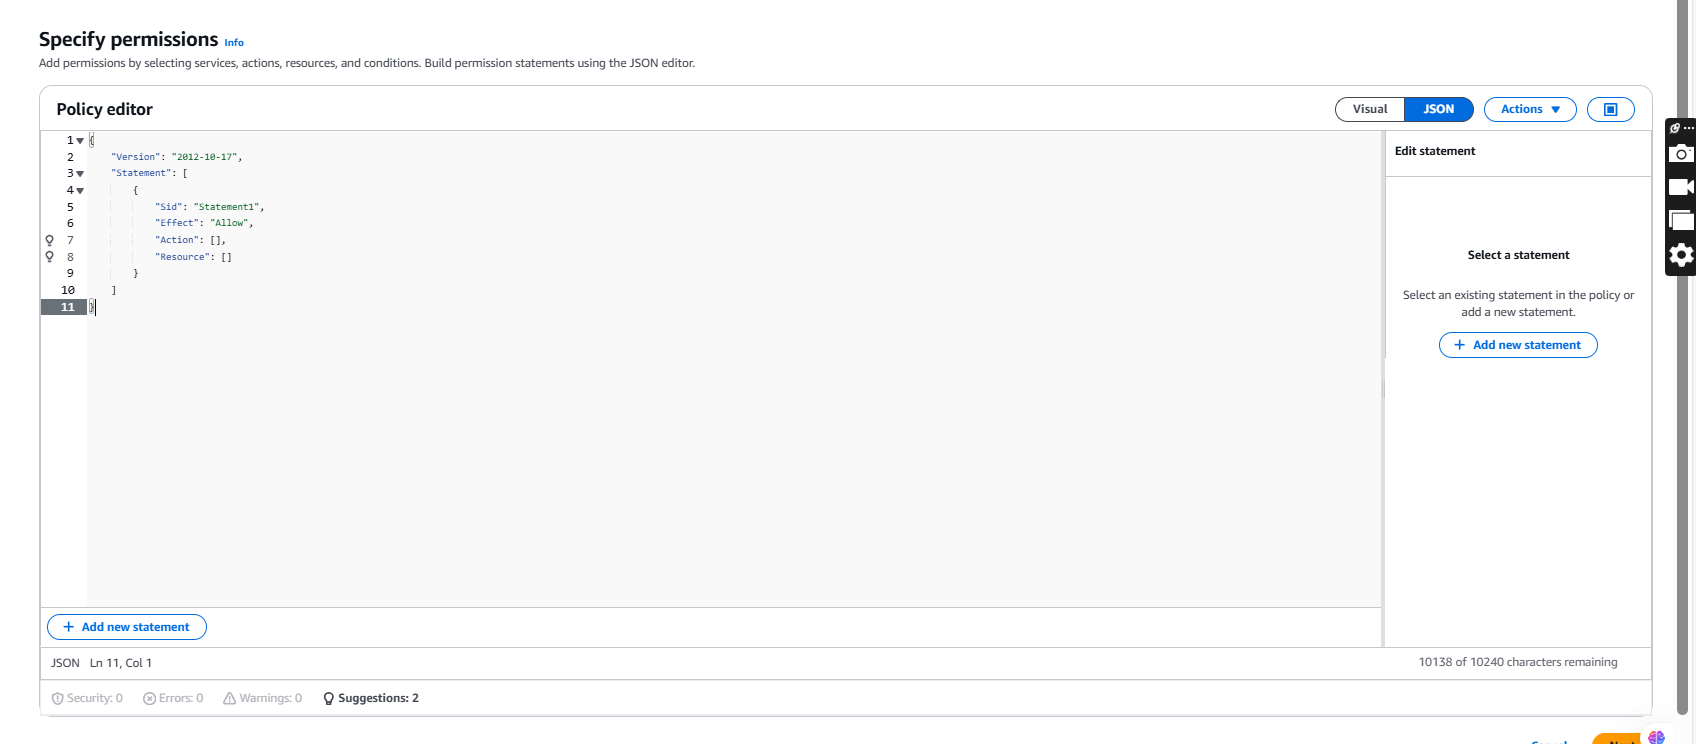 Specify permissions Info
Add permissions by selecting services, actions, resources, and conditions. Build permission statements using the JSON editor.
Policy editor
Visual JSON Actions
1 {
2 "Version": "2012-10-17",
3 "Statement": [
4 {
5 "Sid": "Statement1",
6 "Effect": "Allow",
7 "Action": [],
8 "Resource": []
9 }
10 ]
11 }
Edit statement
Select a statement
Select an existing statement in the policy or
add a new statement.
+ Add new statement
+ Add new statement
JSON Ln 11, Col 1
10138 of 10240 characters remaining
Security: 0 Errors: 0 Warnings: 0 Suggestions: 2